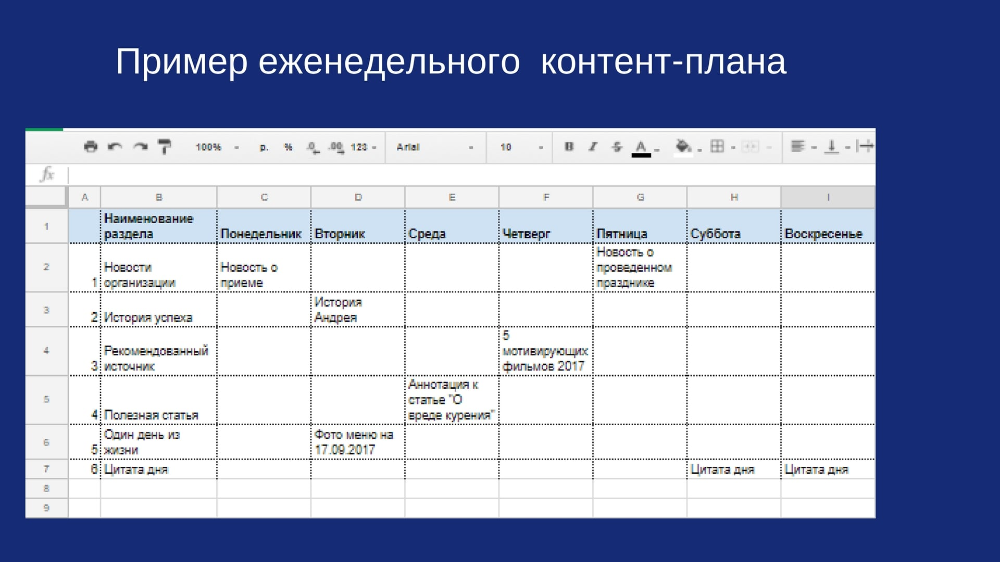 Пример еженедельного контент-плана
100% р. % .0 .00 123 Arial 10 B I S A
fx
A B C D E F G H I
1 Наименование раздела Понедельник Вторник Среда Четверг Пятница Суббота Воскресенье
2 1 Новости организации Новость о приеме Новость о проведенном празднике
3 2 История успеха История Андрея
4 3 Рекомендованный источник 5 мотивирующих фильмов 2017
5 4 Полезная статья Аннотация к статье "О вреде курения"
6 5 Один день из жизни Фото меню на 17.09.2017
7 6 Цитата дня Цитата дня Цитата дня
8
9